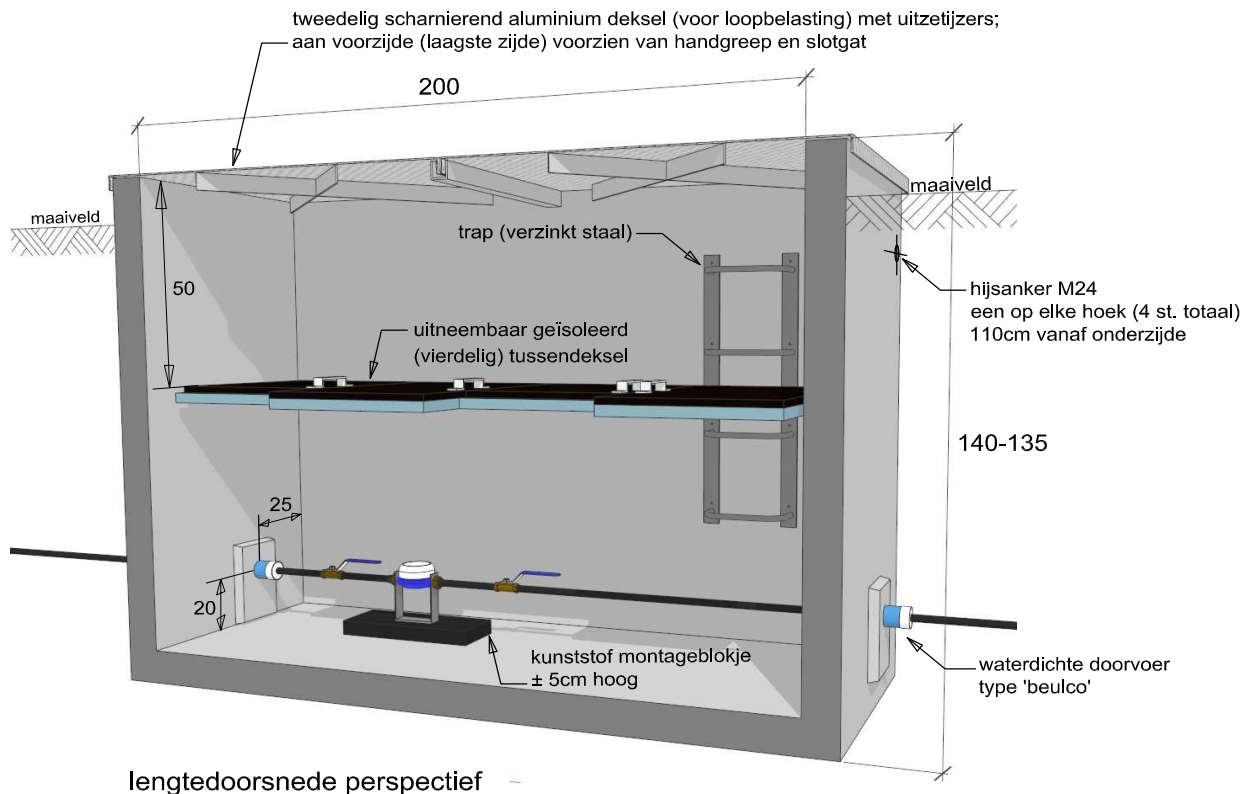 tweedelig scharnierend aluminium deksel (voor loopbelasting) met uitzetijzers;
aan voorzijde (laagste zijde) voorzien van handgreep en slotgat
200
maaiveld
maaiveld
trap (verzinkt staal)
50
hijsanker M24
een op elke hoek (4 st. totaal)
110cm vanaf onderzijde
uitneembaar geïsoleerd
(vierdelig) tussendeksel
140-135
25
20
kunststof montageblokje
± 5cm hoog
waterdichte doorvoer
type 'beulco'
lengtedoorsnede perspectief